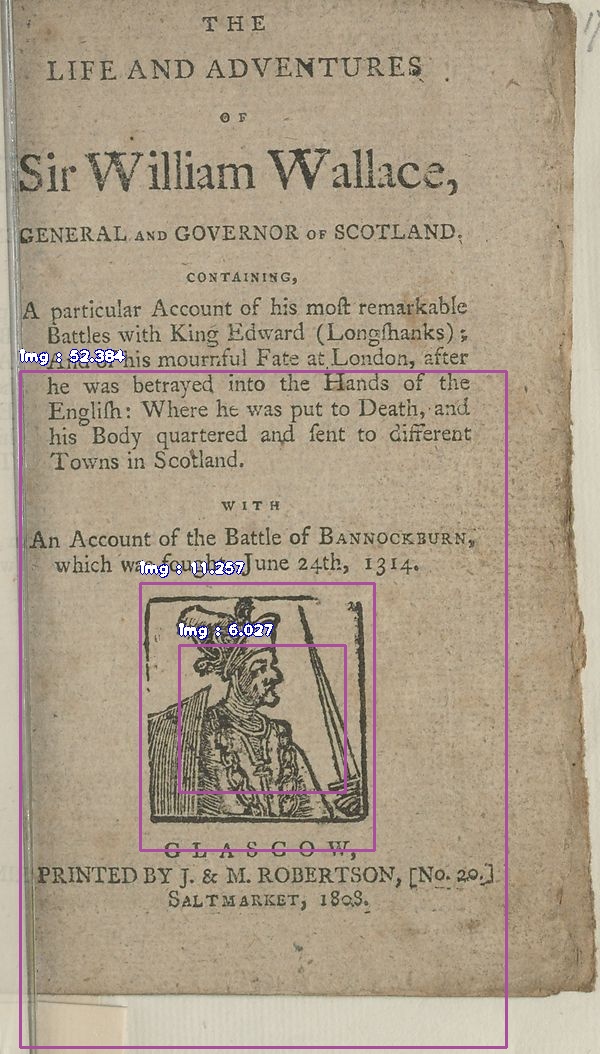 THE
LIFE AND ADVENTURES
OF
Sir William Wallace,
GENERAL AND GOVERNOR OF SCOTLAND.
CONTAINING,
A particular Account of his moſt remarkable
Battles with King Edward (Longſhanks);
Img : 52.384
And of his mournful Fate at London, after
he was betrayed into the Hands of the
Engliſh: Where he was put to Death, and
his Body quartered and ſent to different
Towns in Scotland.
WITH
An Account of the Battle of BANNOCKBURN,
which was fought June 24th, 1314.
Img : 11.257
Img : 6.027
GLASGOW,
PRINTED BY J. & M. ROBERTSON, [No. 20.]
SALTMARKET, 1808.